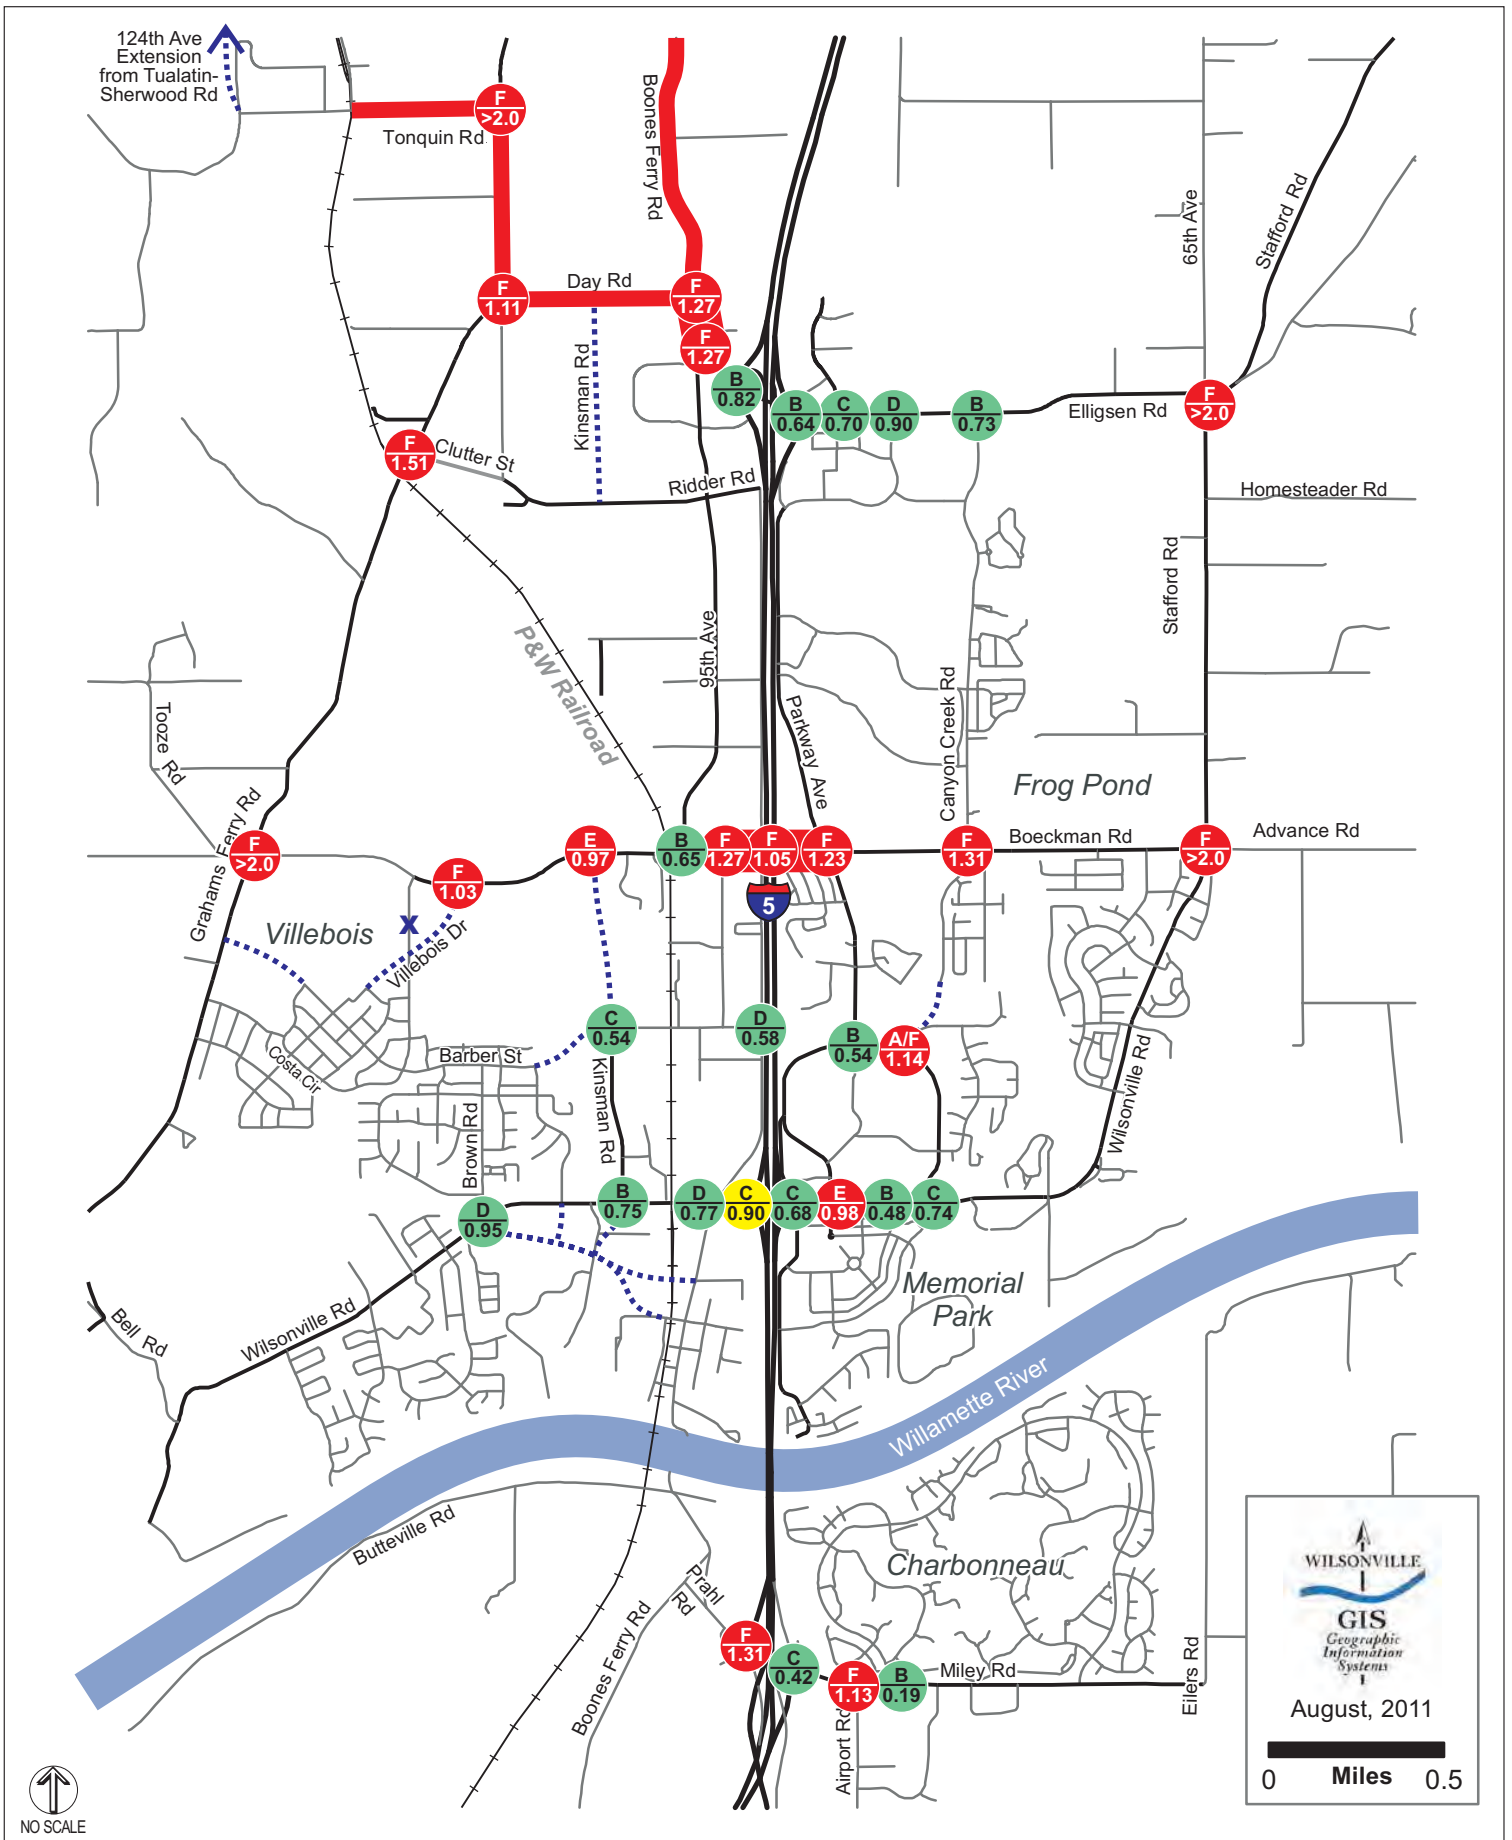 124th Ave
Extension
from Tualatin-
Sherwood Rd
F
>2.0
Tonquin Rd
Boones Ferry Rd
65th Ave
Stafford Rd
Day Rd
F
1.11
F
1.27
F
1.27
Kinsman Rd
B
0.82
B
0.64
C
0.70
D
0.90
B
0.73
Elligsen Rd
F
>2.0
F
1.51
Clutter St
Ridder Rd
Homesteader Rd
Stafford Rd
P&W Railroad
95th Ave
Parkway Ave
Canyon Creek Rd
Tooze Rd
Frog Pond
Grahams Ferry Rd
F
>2.0
F
1.03
E
0.97
B
0.65
F
1.27
F
1.05
F
1.23
F
1.31
Boeckman Rd
F
>2.0
Advance Rd
5
X
Villebois
Villebois Dr
C
0.54
D
0.58
B
0.54
A/F
1.14
Barber St
Costa Cir
Kinsman Rd
Brown Rd
Wilsonville Rd
D
0.95
B
0.75
D
0.77
C
0.90
C
0.68
E
0.98
B
0.48
C
0.74
Memorial
Park
Bell Rd
Wilsonville Rd
Willamette River
Butteville Rd
Charbonneau
Prahl
Rd
Boones Ferry Rd
F
1.31
C
0.42
F
1.13
B
0.19
Miley Rd
Airport Rd
Eilers Rd
WILSONVILLE
GIS
Geographic
Information
Systems
August, 2011
0 Miles 0.5
NO SCALE